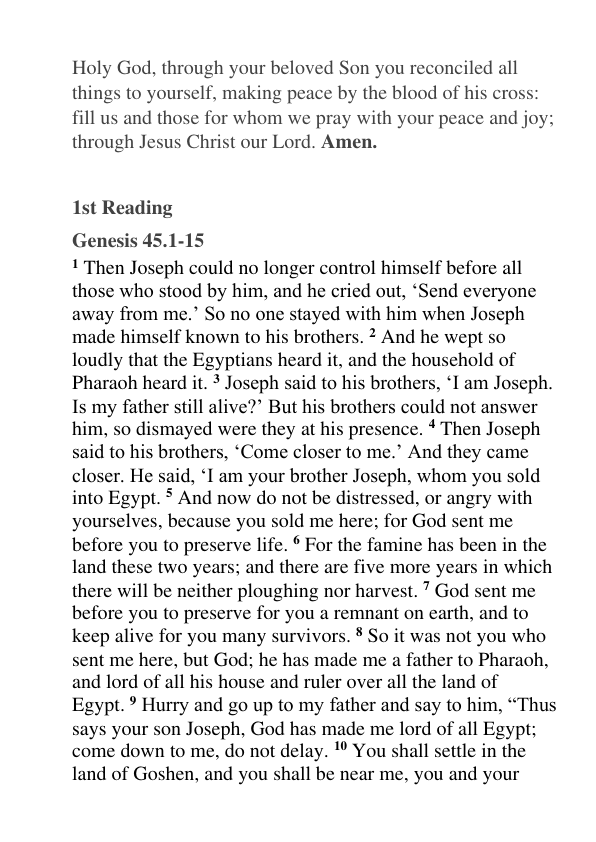 Holy God, through your beloved Son you reconciled all
things to yourself, making peace by the blood of his cross:
fill us and those for whom we pray with your peace and joy;
through Jesus Christ our Lord. Amen.
1st Reading
Genesis 45.1-15
1 Then Joseph could no longer control himself before all
those who stood by him, and he cried out, ‘Send everyone
away from me.’ So no one stayed with him when Joseph
made himself known to his brothers. 2 And he wept so
loudly that the Egyptians heard it, and the household of
Pharaoh heard it. 3 Joseph said to his brothers, ‘I am Joseph.
Is my father still alive?’ But his brothers could not answer
him, so dismayed were they at his presence. 4 Then Joseph
said to his brothers, ‘Come closer to me.’ And they came
closer. He said, ‘I am your brother Joseph, whom you sold
into Egypt. 5 And now do not be distressed, or angry with
yourselves, because you sold me here; for God sent me
before you to preserve life. 6 For the famine has been in the
land these two years; and there are five more years in which
there will be neither ploughing nor harvest. 7 God sent me
before you to preserve for you a remnant on earth, and to
keep alive for you many survivors. 8 So it was not you who
sent me here, but God; he has made me a father to Pharaoh,
and lord of all his house and ruler over all the land of
Egypt. 9 Hurry and go up to my father and say to him, “Thus
says your son Joseph, God has made me lord of all Egypt;
come down to me, do not delay. 10 You shall settle in the
land of Goshen, and you shall be near me, you and your